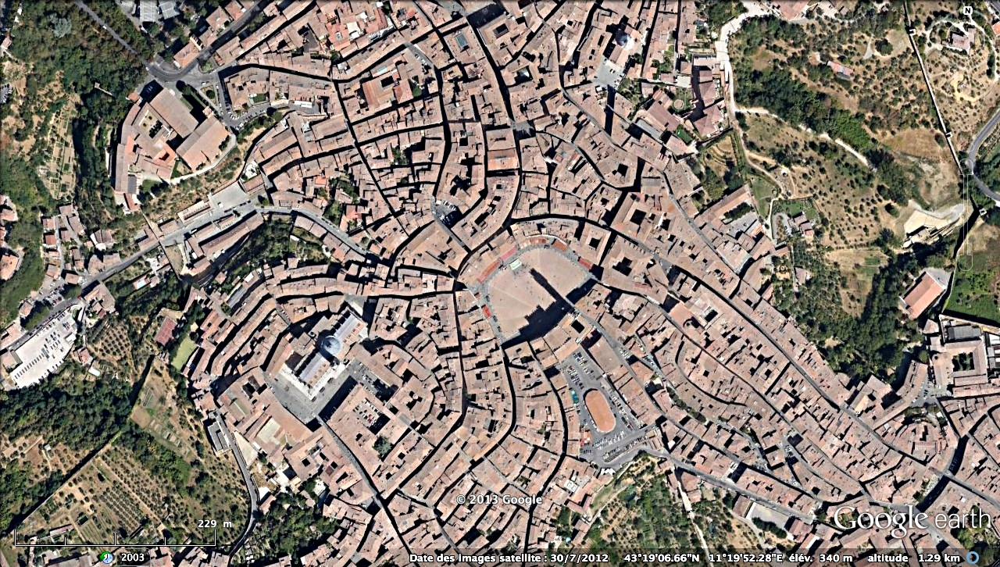 N
© 2013 Google
Google earth
229 m
2003
Date des images satellite : 30/7/2012 43°19'06.66"N 11°19'52.28"E élév. 340 m altitude 1.29 km